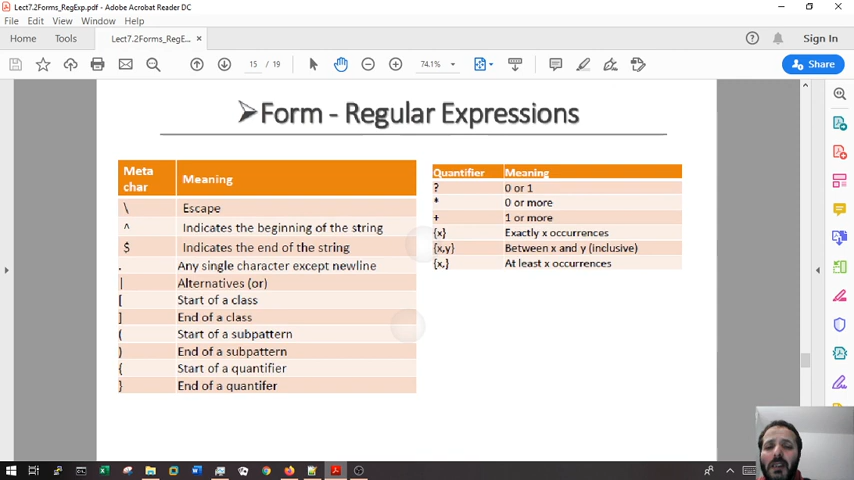 Lect7.2Forms_RegExp.pdf - Adobe Acrobat Reader DC
File Edit View Window Help
Home Tools Lect7.2Forms_RegE... × Sign In
15 / 19 74.1% Share
➢Form - Regular Expressions
Meta char Meaning
\ Escape
^ Indicates the beginning of the string
$ Indicates the end of the string
. Any single character except newline
| Alternatives (or)
[ Start of a class
] End of a class
( Start of a subpattern
) End of a subpattern
{ Start of a quantifier
} End of a quantifer
Quantifier Meaning
? 0 or 1
* 0 or more
+ 1 or more
{x} Exactly x occurrences
{x,y} Between x and y (inclusive)
{x,} At least x occurrences